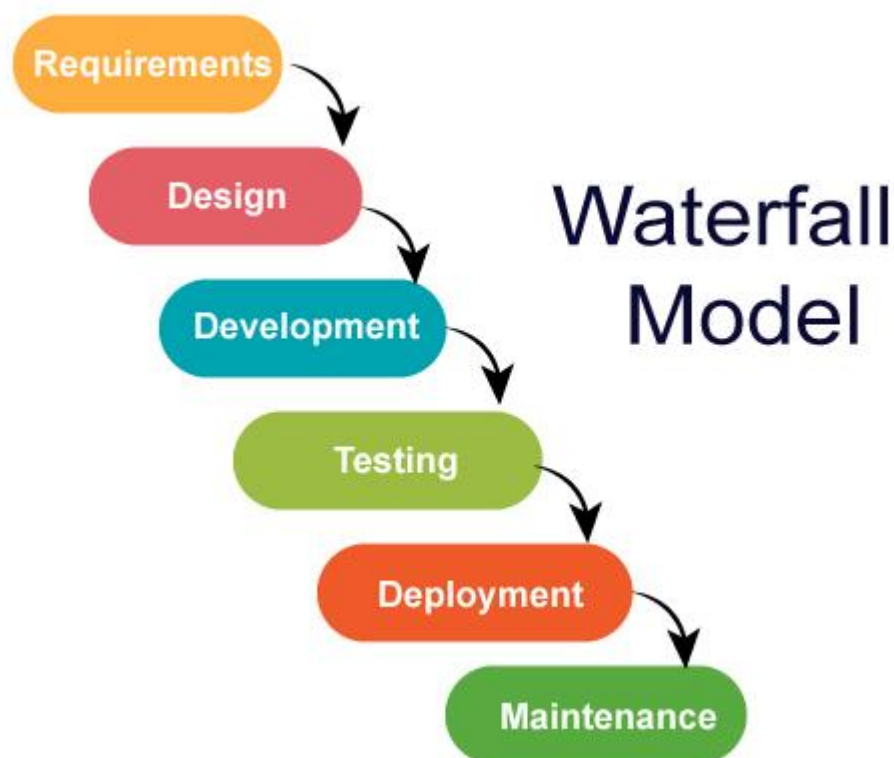 Requirements
Design
Development
Testing
Deployment
Maintenance
Waterfall
Model